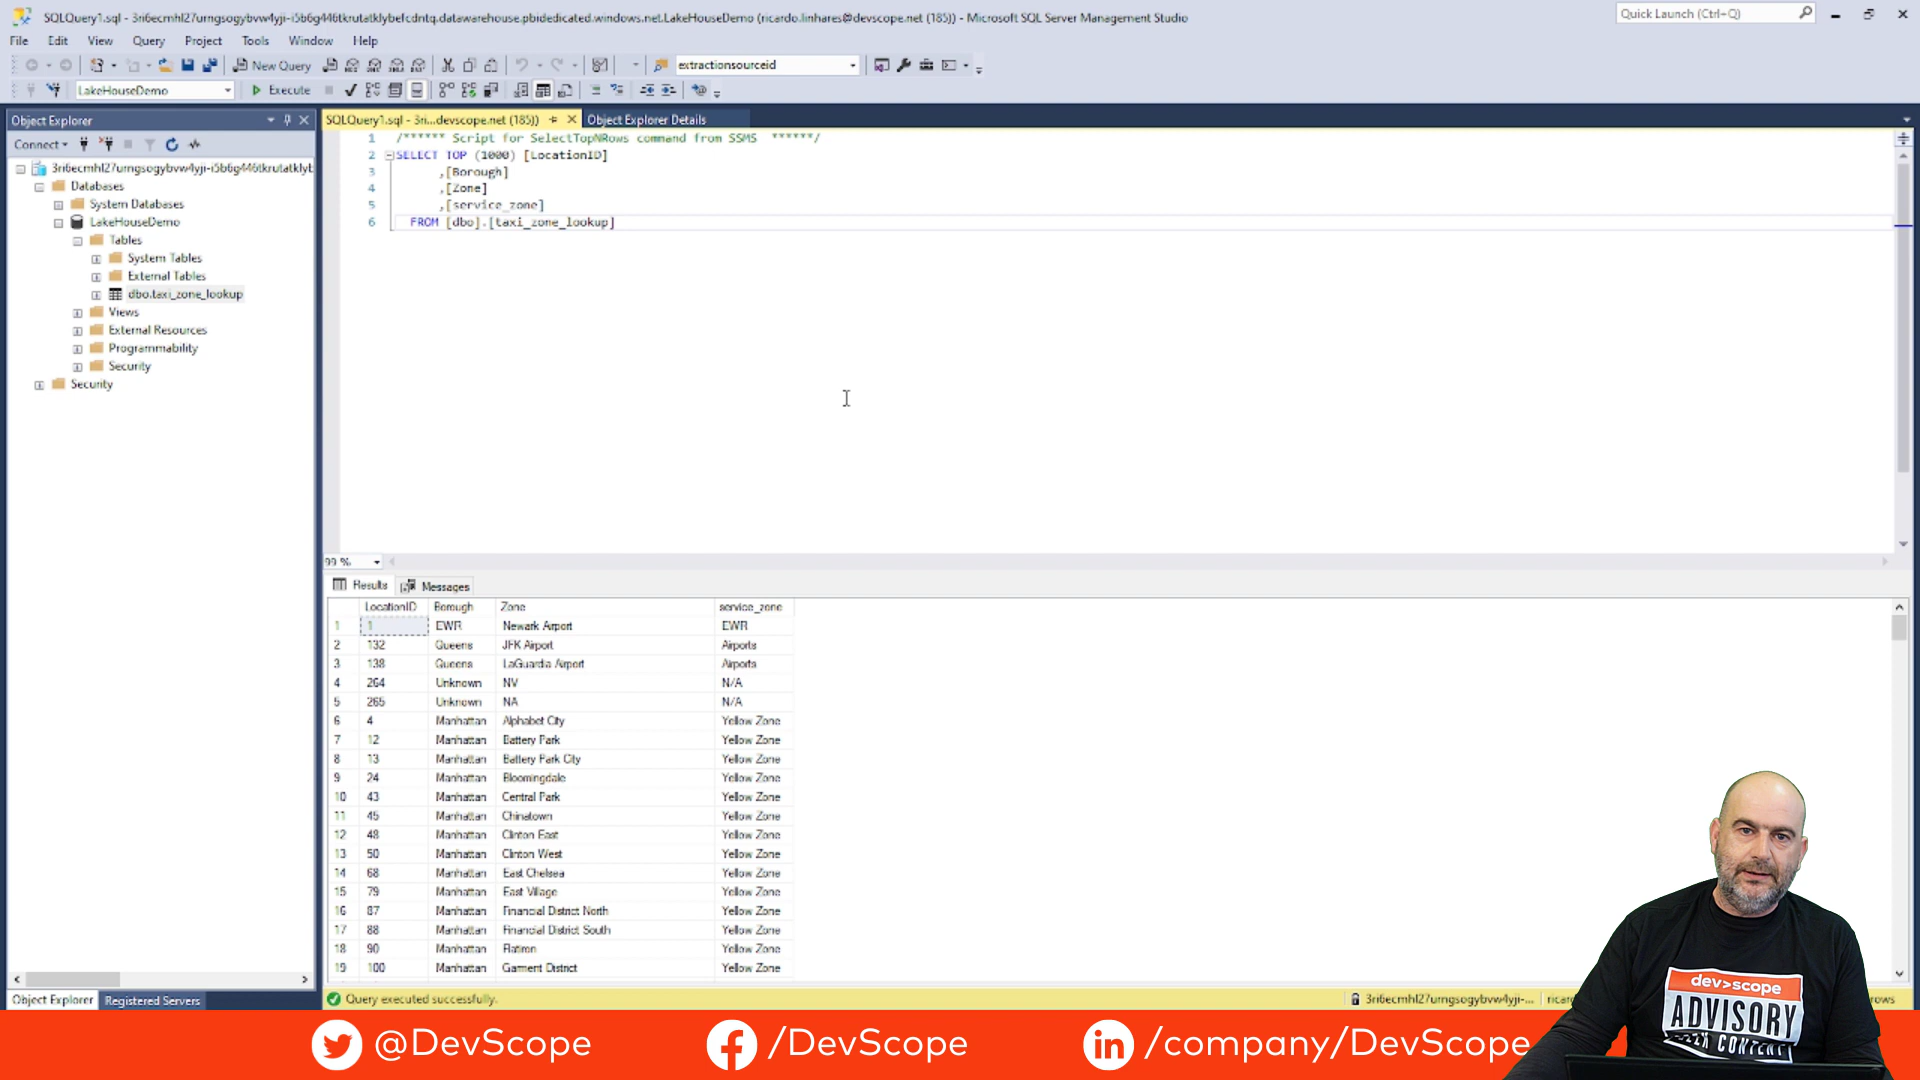 SQLQuery1.sql - 3ri6ecmhl27urngsogybvw4yji-i5b6g446tkrutatklybefcdntq.datawarehouse.pbidedicated.windows.net.LakeHouseDemo (ricardo.linhares@devscope.net (185)) - Microsoft SQL Server Management Studio
Quick Launch (Ctrl+Q)
File Edit View Query Project Tools Window Help
New Query
extractionsourceid
LakeHouseDemo
Execute
Object Explorer
SQLQuery1.sql - 3ri...devscope.net (185))
Object Explorer Details
Connect
3ri6ecmhl27urngsogybvw4yji-i5b6g446tkrutatklyb
Databases
System Databases
LakeHouseDemo
Tables
System Tables
External Tables
dbo.taxi_zone_lookup
Views
External Resources
Programmability
Security
Security
1 /****** Script for SelectTopNRows command from SSMS ******/
2 SELECT TOP (1000) [LocationID]
3 ,[Borough]
4 ,[Zone]
5 ,[service_zone]
6 FROM [dbo].[taxi_zone_lookup]
99 %
Results Messages
LocationID Borough Zone service_zone
1 1 EWR Newark Airport EWR
2 132 Queens JFK Airport Airports
3 138 Queens LaGuardia Airport Airports
4 264 Unknown NV N/A
5 265 Unknown NA N/A
6 4 Manhattan Alphabet City Yellow Zone
7 12 Manhattan Battery Park Yellow Zone
8 13 Manhattan Battery Park City Yellow Zone
9 24 Manhattan Bloomingdale Yellow Zone
10 43 Manhattan Central Park Yellow Zone
11 45 Manhattan Chinatown Yellow Zone
12 48 Manhattan Clinton East Yellow Zone
13 50 Manhattan Clinton West Yellow Zone
14 68 Manhattan East Chelsea Yellow Zone
15 79 Manhattan East Village Yellow Zone
16 87 Manhattan Financial District North Yellow Zone
17 88 Manhattan Financial District South Yellow Zone
18 90 Manhattan Flatiron Yellow Zone
19 100 Manhattan Garment District Yellow Zone
Object Explorer Registered Servers
Query executed successfully.
3ri6ecmhl27urngsogybvw4yji-...
ricar
rows
dev>scope
ADVISORY
CONTENT
@DevScope
/DevScope
/company/DevScope